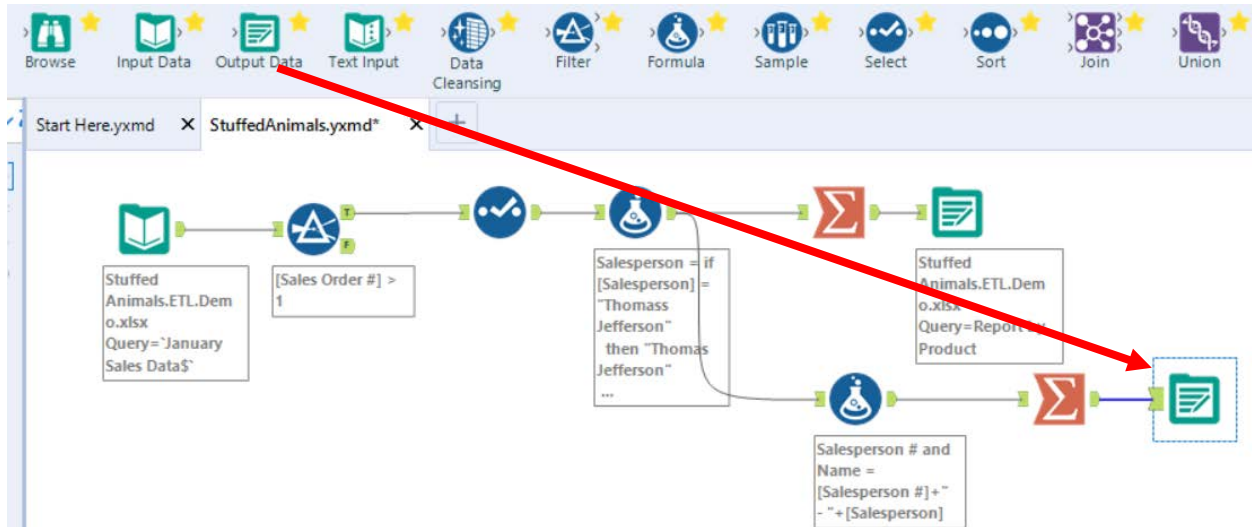 Browse
Input Data
Output Data
Text Input
Data
Cleansing
Filter
Formula
Sample
Select
Sort
Join
Union
Start Here.yxmd X
StuffedAnimals.yxmd* X
+
T
F
Stuffed
Animals.ETL.Dem
o.xlsx
Query=`January
Sales Data$`
[Sales Order #] >
1
Salesperson = if
[Salesperson] =
"Thomass
Jefferson"
then "Thomas
Jefferson"
...
Stuffed
Animals.ETL.Dem
o.xlsx
Query=Report by
Product
Salesperson # and
Name =
[Salesperson #]+"
- "+[Salesperson]